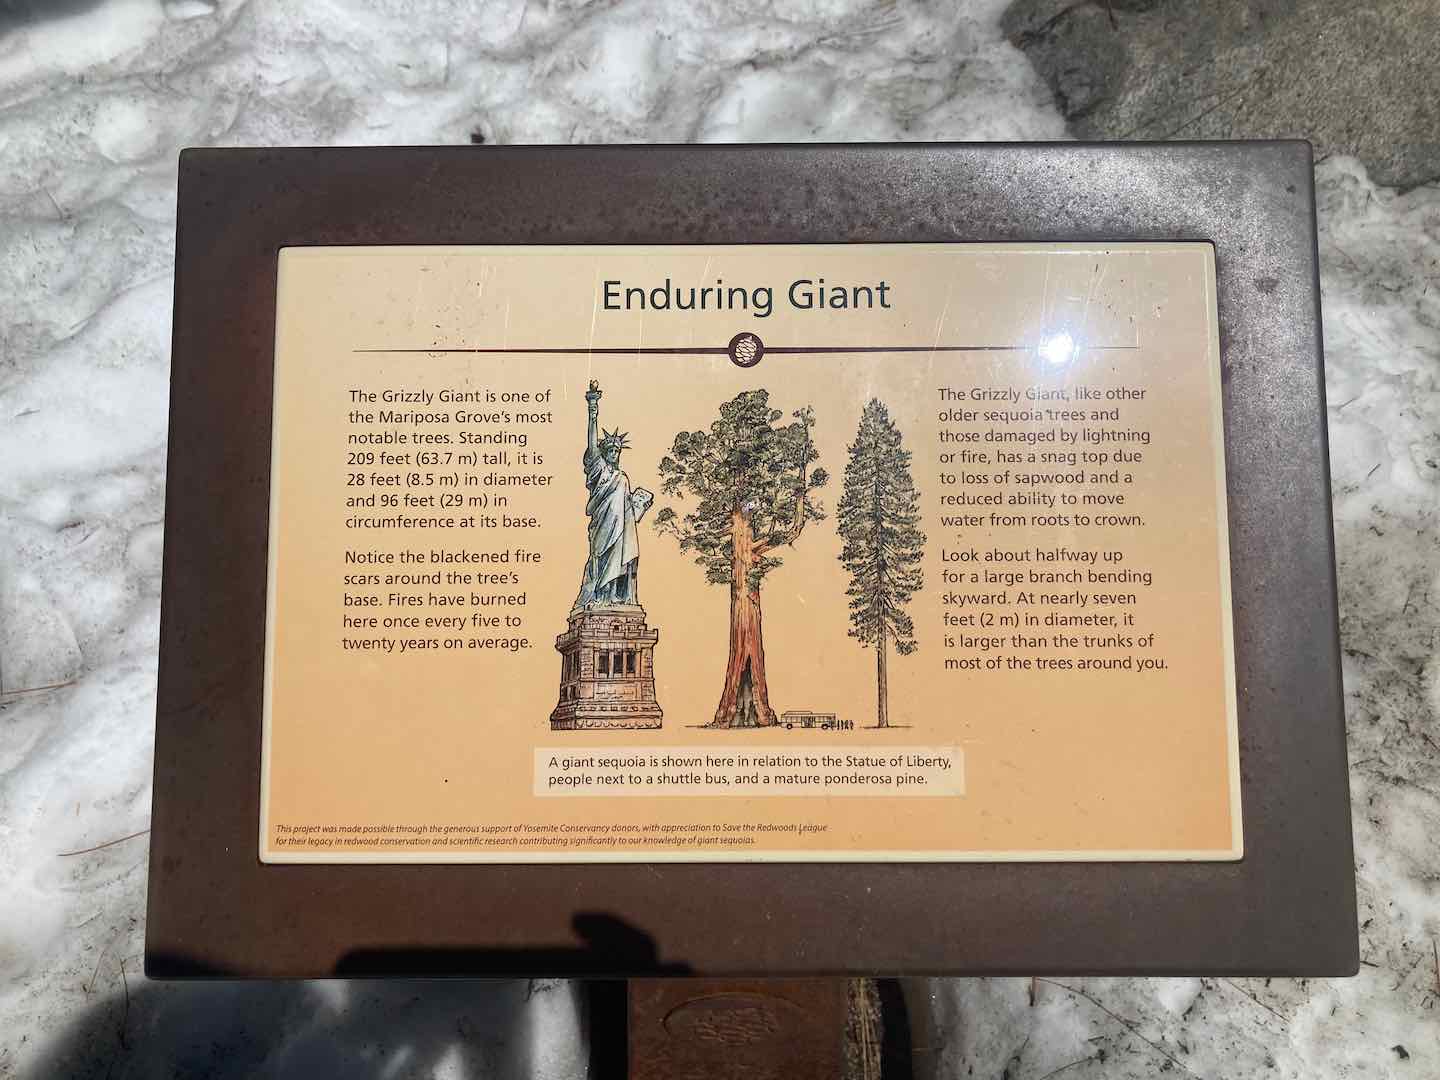 Enduring Giant
The Grizzly Giant is one of
the Mariposa Grove's most
notable trees. Standing
209 feet (63.7 m) tall, it is
28 feet (8.5 m) in diameter
and 96 feet (29 m) in
circumference at its base.
Notice the blackened fire
scars around the tree's
base. Fires have burned
here once every five to
twenty years on average.
The Grizzly Giant, like other
older sequoia trees and
those damaged by lightning
or fire, has a snag top due
to loss of sapwood and a
reduced ability to move
water from roots to crown.
Look about halfway up
for a large branch bending
skyward. At nearly seven
feet (2 m) in diameter, it
is larger than the trunks of
most of the trees around you.
A giant sequoia is shown here in relation to the Statue of Liberty,
people next to a shuttle bus, and a mature ponderosa pine.
This project was made possible through the generous support of Yosemite Conservancy donors, with appreciation to Save the Redwoods League
for their legacy in redwood conservation and scientific research contributing significantly to our knowledge of giant sequoias.